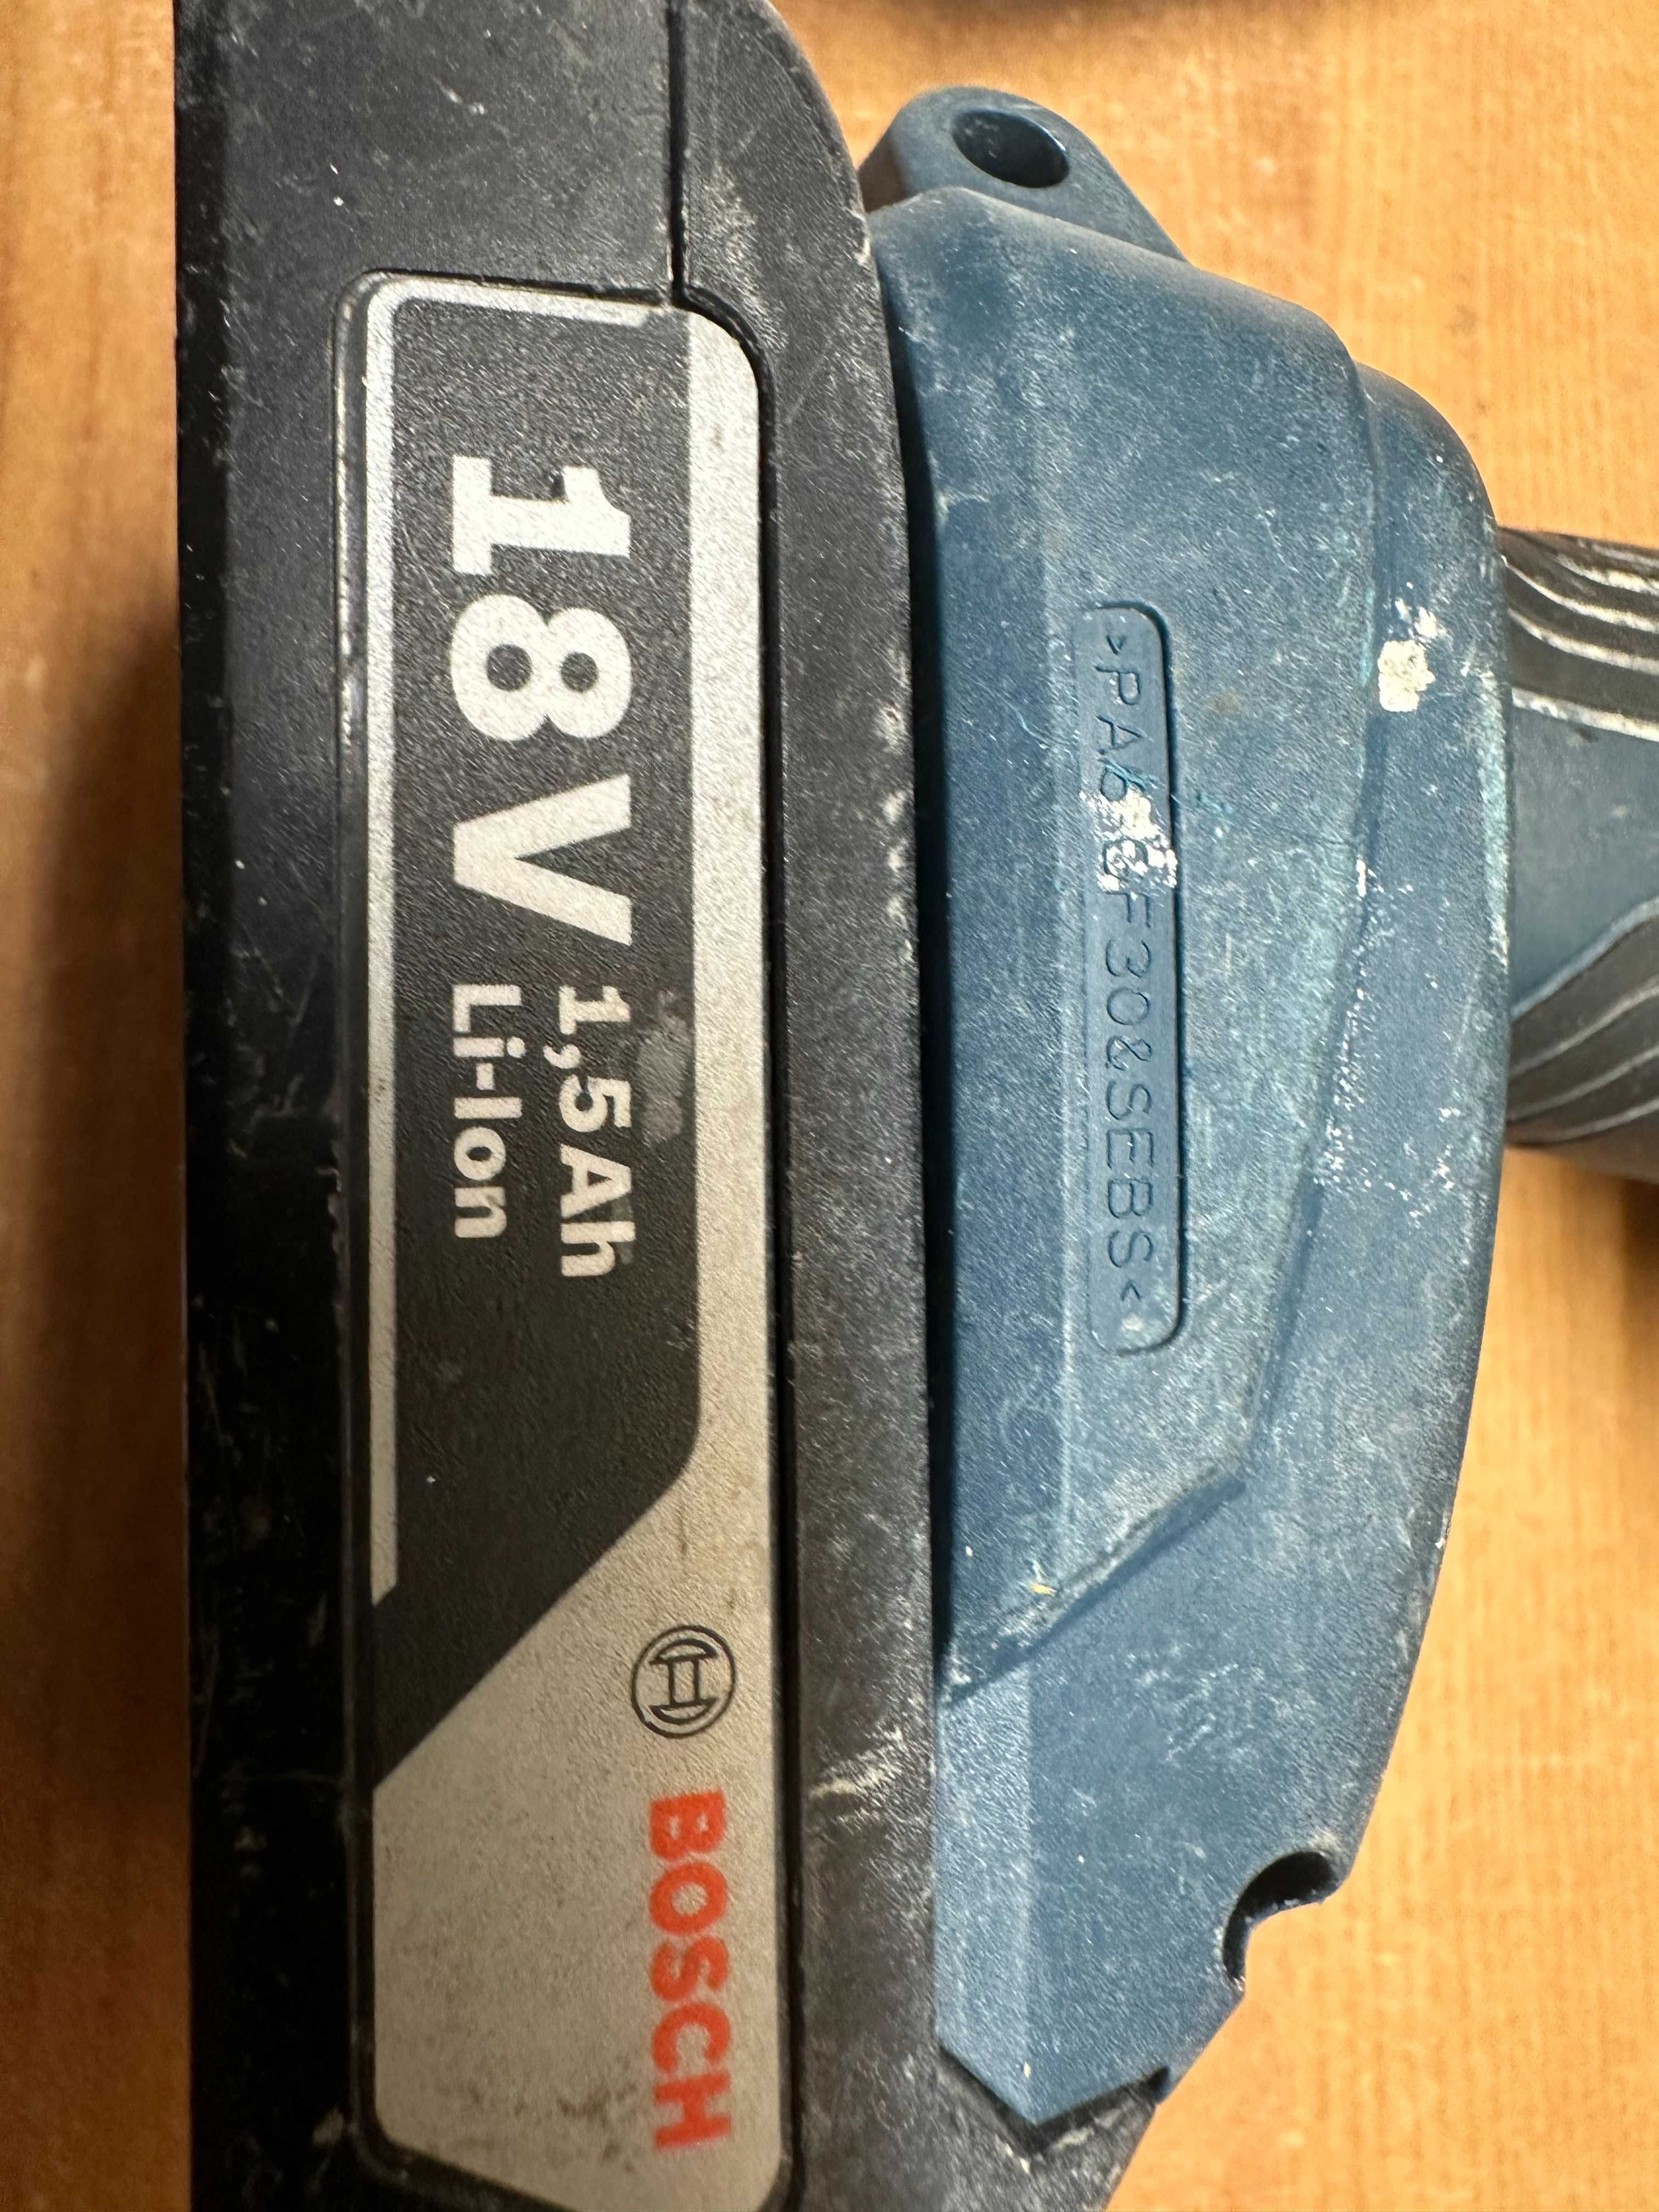 18V
1,5Ah
Li-Ion
BOSCH
>PA6-GF30&SEBS<